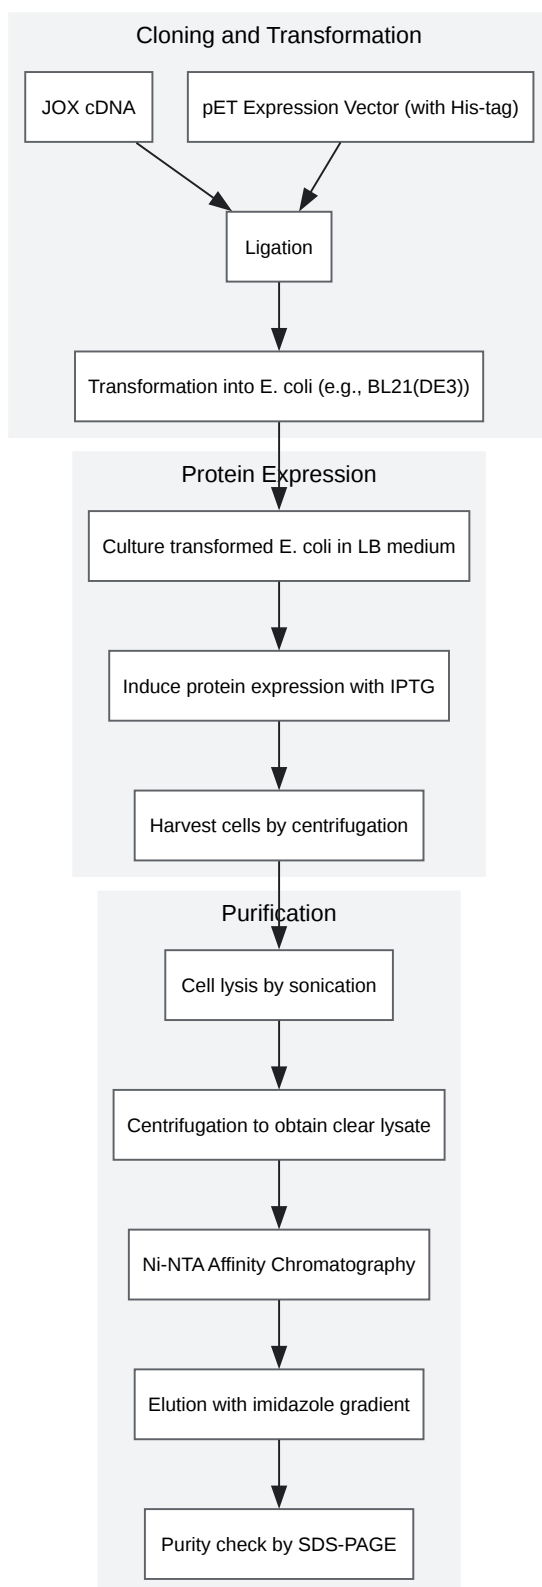 Cloning and Transformation
JOX cDNA
pET Expression Vector (with His-tag)
Ligation
Transformation into E. coli (e.g., BL21(DE3))
Protein Expression
Culture transformed E. coli in LB medium
Induce protein expression with IPTG
Harvest cells by centrifugation
Purification
Cell lysis by sonication
Centrifugation to obtain clear lysate
Ni-NTA Affinity Chromatography
Elution with imidazole gradient
Purity check by SDS-PAGE